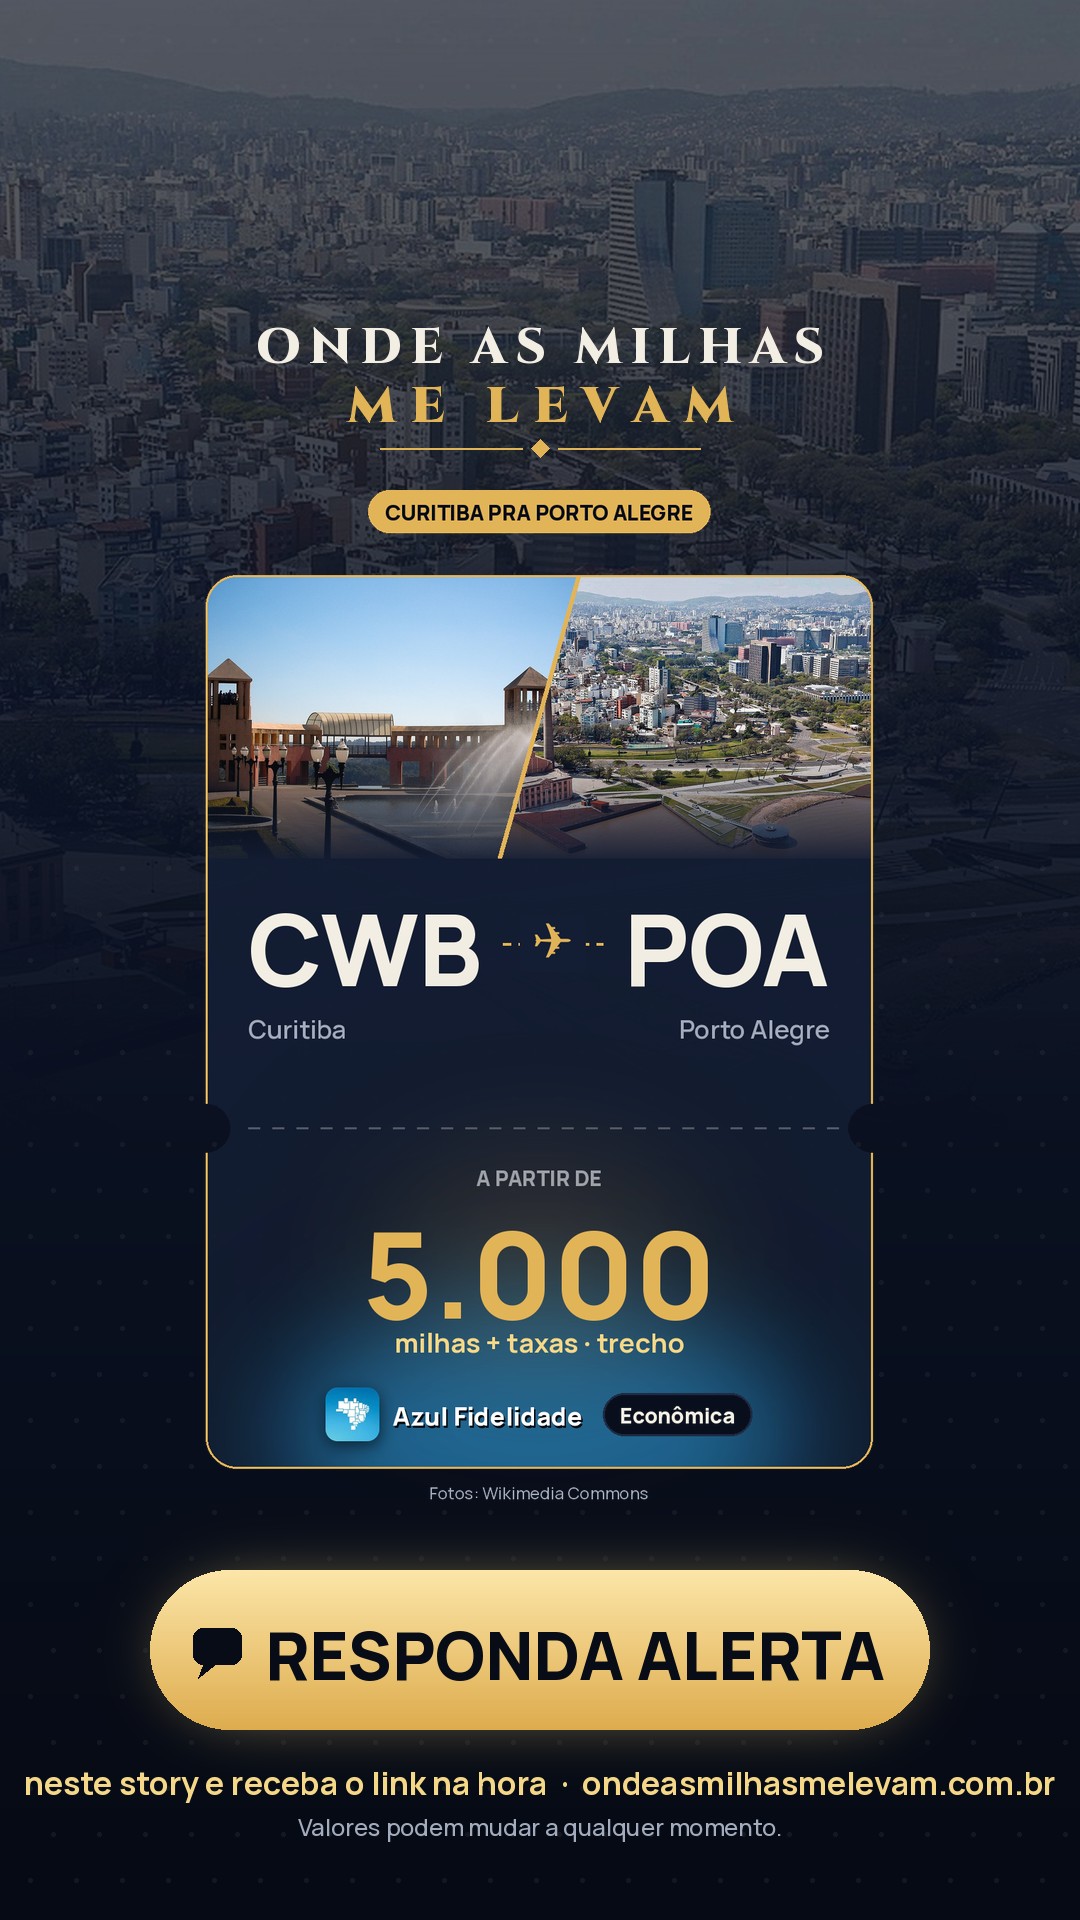 ONDE AS MILHAS
ME LEVAM
CURITIBA PRA PORTO ALEGRE
CWB POA
Curitiba Porto Alegre
A PARTIR DE
5.000
milhas + taxas · trecho
Azul Fidelidade Econômica
Fotos: Wikimedia Commons
RESPONDA ALERTA
neste story e receba o link na hora · ondeasmilhasmelevam.com.br
Valores podem mudar a qualquer momento.